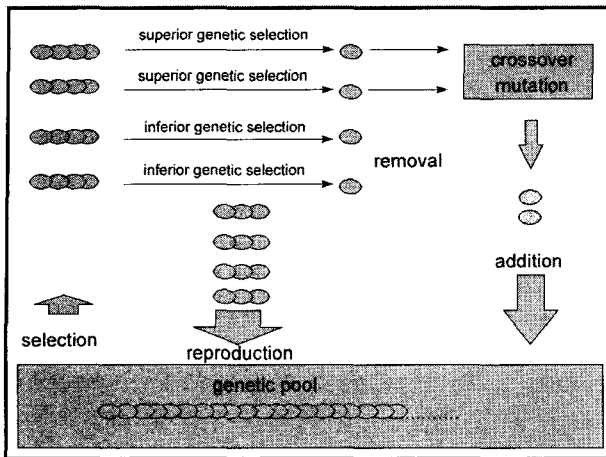 superior genetic selection
superior genetic selection
crossover
mutation
inferior genetic selection
removal
inferior genetic selection
addition
selection
reproduction
genetic pool